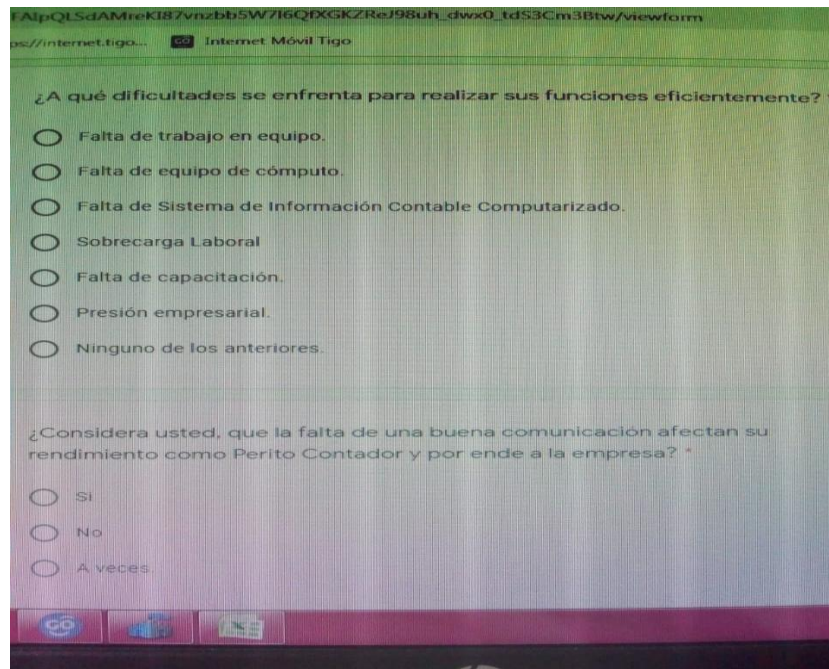 FAIpQLSdAMreKI87vnzbb5W7I6QfXGKZReJ98uh_dwx0_tdS3Cm3Btw/viewform
ps://internet.tigo...
GO Internet Móvil Tigo
¿A qué dificultades se enfrenta para realizar sus funciones eficientemente? *
Falta de trabajo en equipo.
Falta de equipo de cómputo.
Falta de Sistema de Información Contable Computarizado.
Sobrecarga Laboral
Falta de capacitación.
Presión empresarial.
Ninguno de los anteriores.
¿Considera usted, que la falta de una buena comunicación afectan su
rendimiento como Perito Contador y por ende a la empresa? *
Si
No
A veces
GO